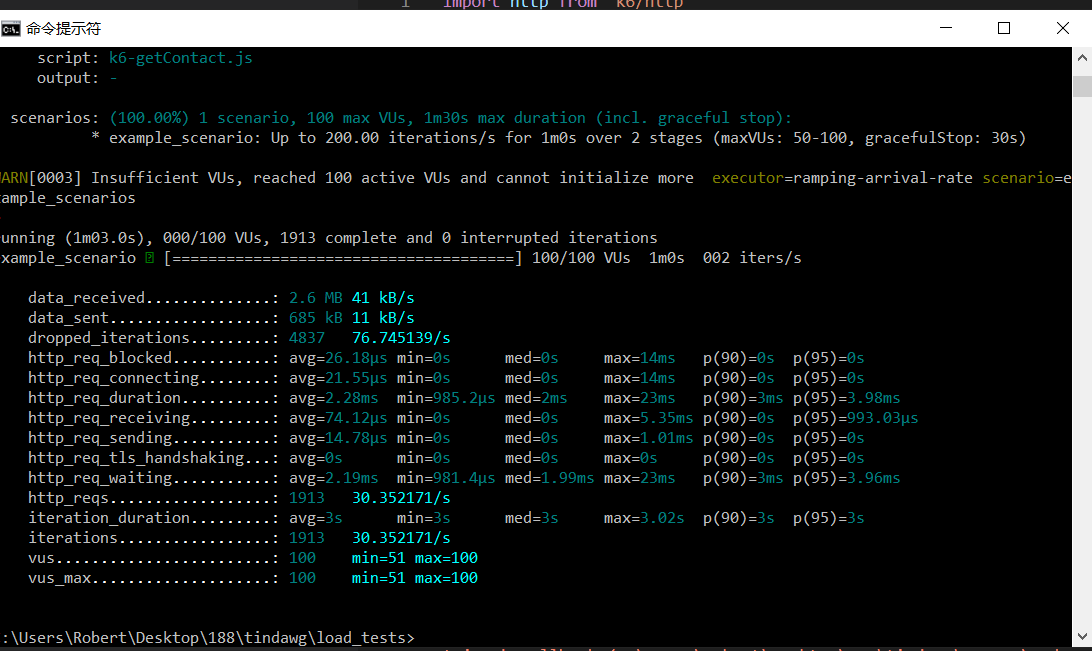 1 import http from 'k6/http
命令提示符
script: k6-getContact.js
output: -
scenarios: (100.00%) 1 scenario, 100 max VUs, 1m30s max duration (incl. graceful stop):
* example_scenario: Up to 200.00 iterations/s for 1m0s over 2 stages (maxVUs: 50-100, gracefulStop: 30s)
ARN[0003] Insufficient VUs, reached 100 active VUs and cannot initialize more executor=ramping-arrival-rate scenario=e
ample_scenarios
unning (1m03.0s), 000/100 VUs, 1913 complete and 0 interrupted iterations
xample_scenario [======================================] 100/100 VUs 1m0s 002 iters/s
data_received..............: 2.6 MB 41 kB/s
data_sent..................: 685 kB 11 kB/s
dropped_iterations.........: 4837 76.745139/s
http_req_blocked...........: avg=26.18µs min=0s med=0s max=14ms p(90)=0s p(95)=0s
http_req_connecting........: avg=21.55µs min=0s med=0s max=14ms p(90)=0s p(95)=0s
http_req_duration..........: avg=2.28ms min=985.2µs med=2ms max=23ms p(90)=3ms p(95)=3.98ms
http_req_receiving.........: avg=74.12µs min=0s med=0s max=5.35ms p(90)=0s p(95)=993.03µs
http_req_sending...........: avg=14.78µs min=0s med=0s max=1.01ms p(90)=0s p(95)=0s
http_req_tls_handshaking...: avg=0s min=0s med=0s max=0s p(90)=0s p(95)=0s
http_req_waiting...........: avg=2.19ms min=981.4µs med=1.99ms max=23ms p(90)=3ms p(95)=3.96ms
http_reqs..................: 1913 30.352171/s
iteration_duration.........: avg=3s min=3s med=3s max=3.02s p(90)=3s p(95)=3s
iterations.................: 1913 30.352171/s
vus........................: 100 min=51 max=100
vus_max....................: 100 min=51 max=100
:\Users\Robert\Desktop\188\tindawg\load_tests>